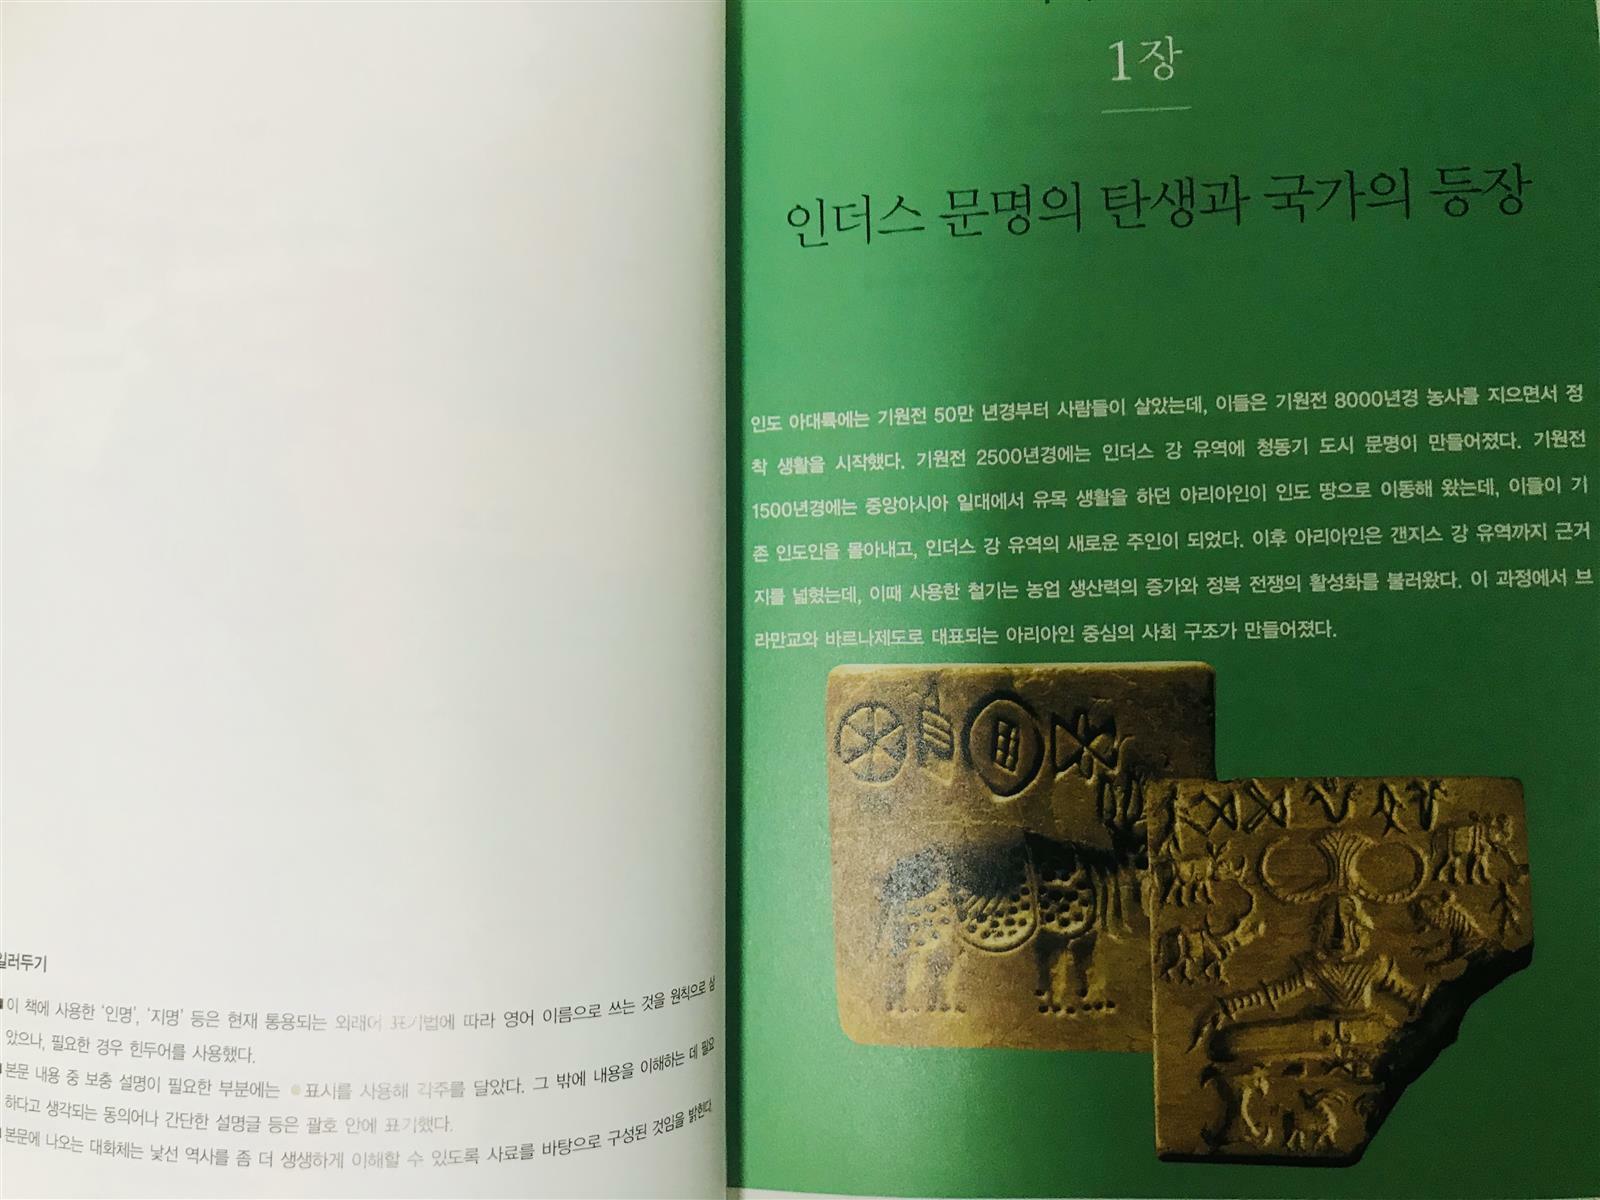 일러두기
이 책에 사용한 ‘인명’, ‘지명’ 등은 현재 통용되는 외래어 표기법에 따라 영어 이름으로 쓰는 것을 원칙으로 삼
았으나, 필요한 경우 힌두어를 사용했다.
본문 내용 중 보충 설명이 필요한 부분에는 ●표시를 사용해 각주를 달았다. 그 밖에 내용을 이해하는 데 필요
하다고 생각되는 동의어나 간단한 설명글 등은 괄호 안에 표기했다.
본문에 나오는 대화체는 낯선 역사를 좀 더 생생하게 이해할 수 있도록 사료를 바탕으로 구성된 것임을 밝힌다.
1장
인더스 문명의 탄생과 국가의 등장
인도 아대륙에는 기원전 50만 년경부터 사람들이 살았는데, 이들은 기원전 8000년경 농사를 지으면서 정
착 생활을 시작했다. 기원전 2500년경에는 인더스 강 유역에 청동기 도시 문명이 만들어졌다. 기원전
1500년경에는 중앙아시아 일대에서 유목 생활을 하던 아리아인이 인도 땅으로 이동해 왔는데, 이들이 기
존 인도인을 몰아내고, 인더스 강 유역의 새로운 주인이 되었다. 이후 아리아인은 갠지스 강 유역까지 근거
지를 넓혔는데, 이때 사용한 철기는 농업 생산력의 증가와 정복 전쟁의 활성화를 불러왔다. 이 과정에서 브
라만교와 바르나제도로 대표되는 아리아인 중심의 사회 구조가 만들어졌다.